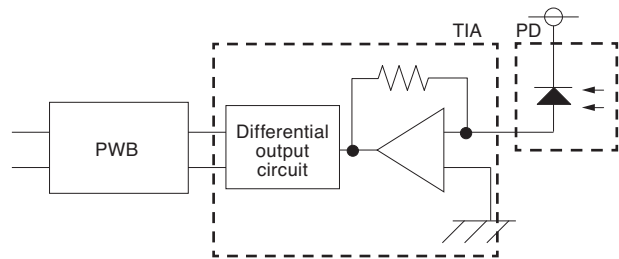 TIA
PD
PWB
Differential
output
circuit